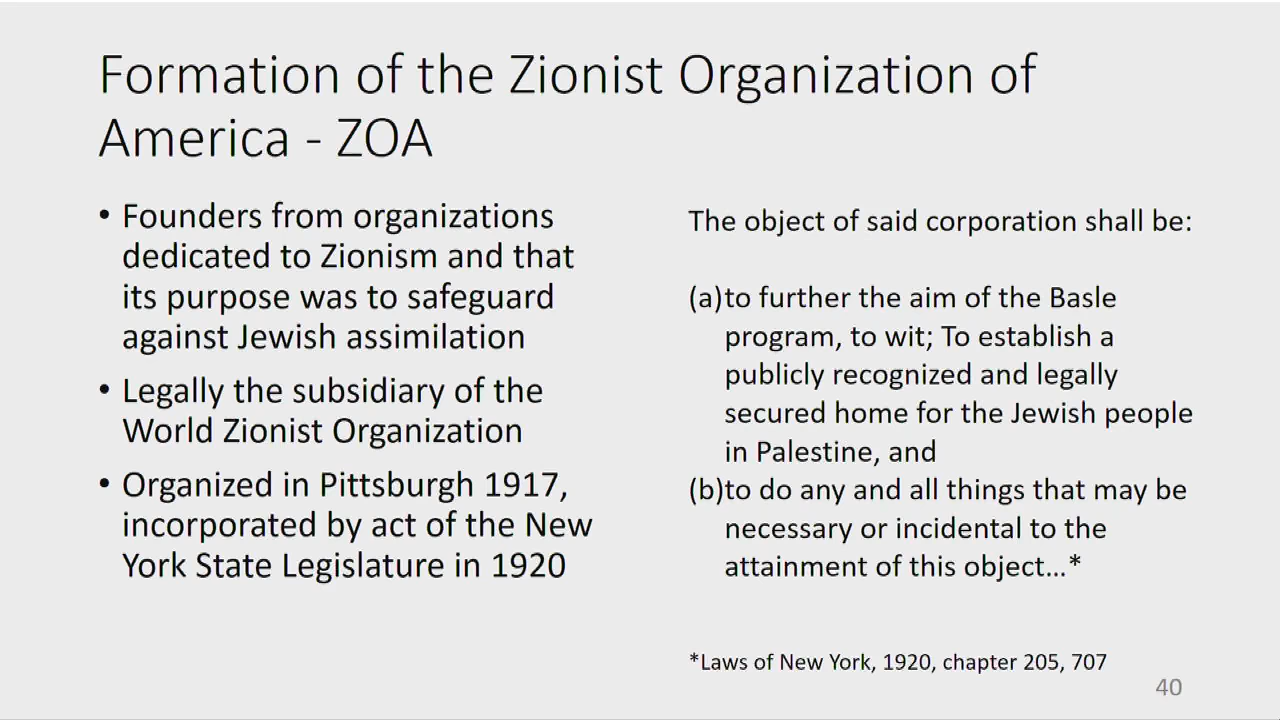 Formation of the Zionist Organization of
America - ZOA
• Founders from organizations
dedicated to Zionism and that
its purpose was to safeguard
against Jewish assimilation
• Legally the subsidiary of the
World Zionist Organization
• Organized in Pittsburgh 1917,
incorporated by act of the New
York State Legislature in 1920
The object of said corporation shall be:
(a)to further the aim of the Basle
program, to wit; To establish a
publicly recognized and legally
secured home for the Jewish people
in Palestine, and
(b)to do any and all things that may be
necessary or incidental to the
attainment of this object…*
*Laws of New York, 1920, chapter 205, 707
40